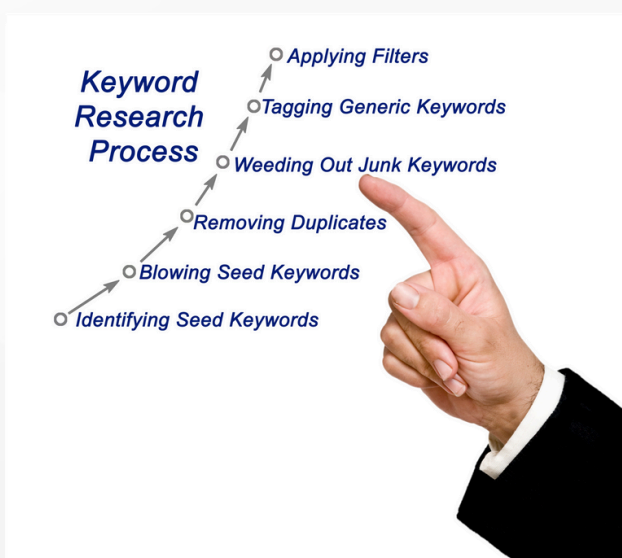 Keyword
Research
Process
Applying Filters
Tagging Generic Keywords
Weeding Out Junk Keywords
Removing Duplicates
Blowing Seed Keywords
Identifying Seed Keywords